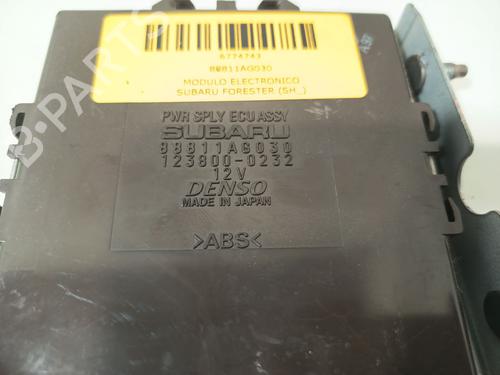 6774743
88811AG030
MODULO ELECTRONICO
SUBARU FORESTER (SH_)
PWR SPLY ECU ASSY
SUBARU
88811AG030
123800-0232
12V
DENSO
MADE IN JAPAN
>ABS<
B-PARTS